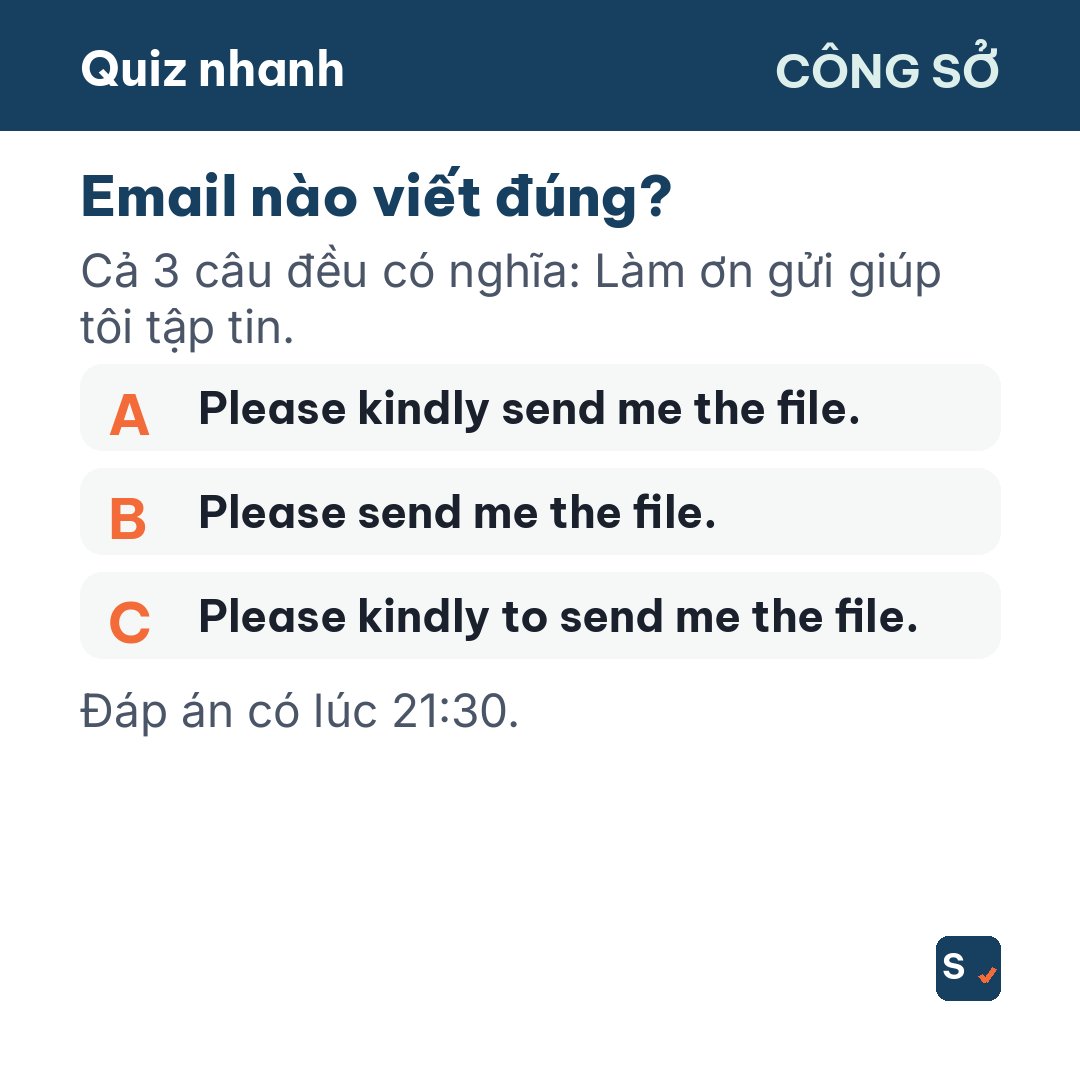 Quiz nhanh
CÔNG SỞ
Email nào viết đúng?
Cả 3 câu đều có nghĩa: Làm ơn gửi giúp
tôi tập tin.
A Please kindly send me the file.
B Please send me the file.
C Please kindly to send me the file.
Đáp án có lúc 21:30.
S